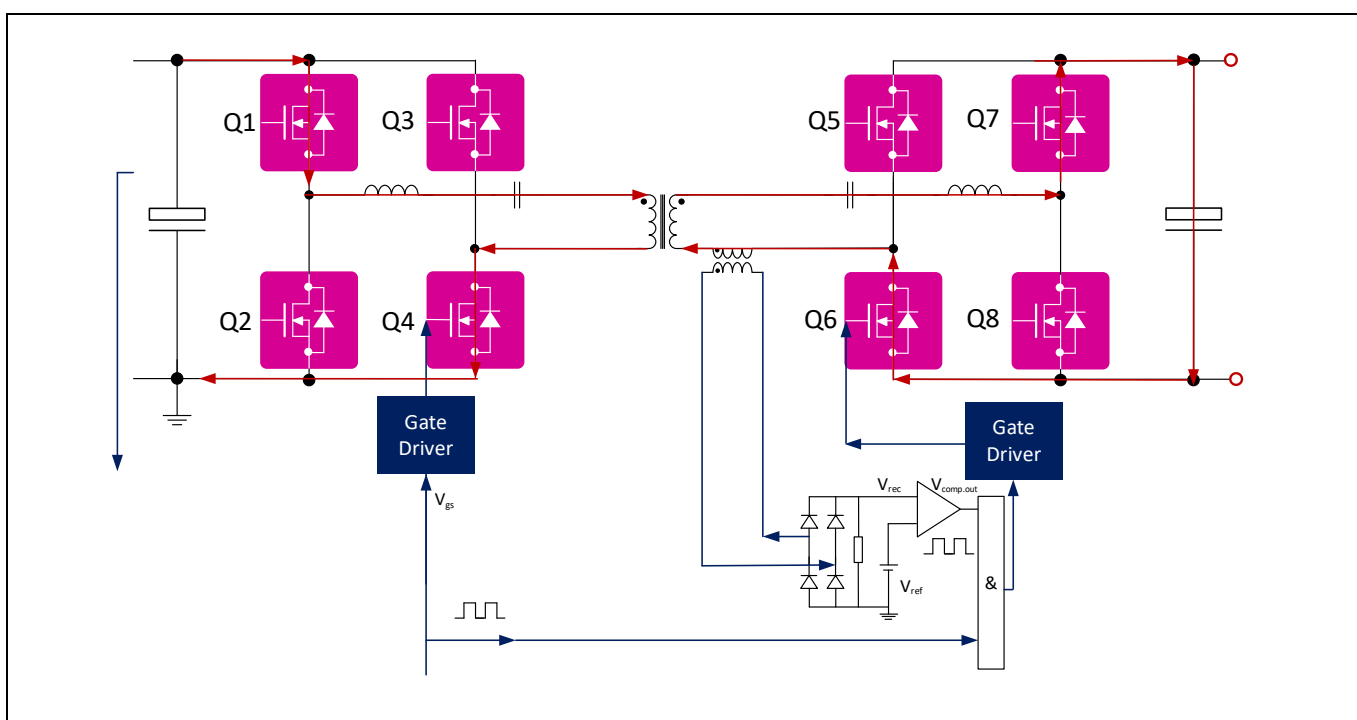 Q1
Q3
Q5
Q7
Q2
Q4
Q6
Q8
Gate
Driver
Gate
Driver
Vgs
Vrec
Vcomp.out
Vref
&